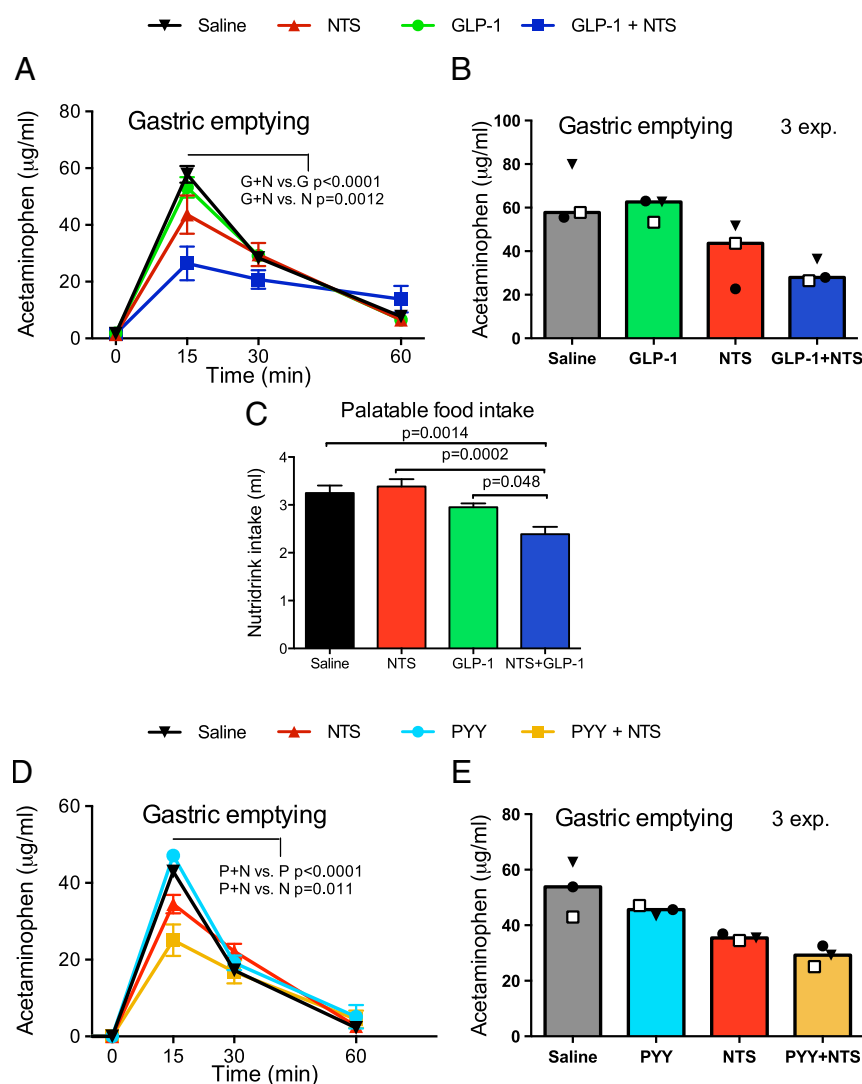 Saline NTS GLP-1 GLP-1 + NTS
A
Gastric emptying
G+N vs.G p<0.0001
G+N vs. N p=0.0012
Acetaminophen (μg/ml)
80
60
40
20
0
0 15 30 60
Time (min)
B
Gastric emptying 3 exp.
Acetaminophen (μg/ml)
100
80
60
40
20
0
Saline GLP-1 NTS GLP-1+NTS
C
Palatable food intake
p=0.0014
p=0.0002
p=0.048
Nutridrink intake (ml)
4
3
2
1
0
Saline NTS GLP-1 NTS+GLP-1
Saline NTS PYY PYY + NTS
D
Gastric emptying
P+N vs. P p<0.0001
P+N vs. N p=0.011
Acetaminophen (μg/ml)
60
40
20
0
0 15 30 60
Time (min)
E
Gastric emptying 3 exp.
Acetaminophen (μg/ml)
80
60
40
20
0
Saline PYY NTS PYY+NTS